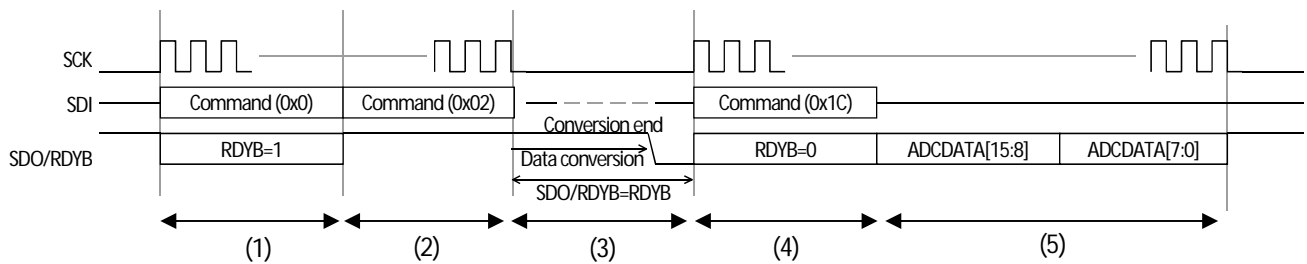 SCK
SDI Command (0x0) Command (0x02) Command (0x1C)
Conversion end
SDO/RDYB RDYB=1 Data conversion RDYB=0 ADCDATA[15:8] ADCDATA[7:0]
SDO/RDYB=RDYB
(1) (2) (3) (4) (5)